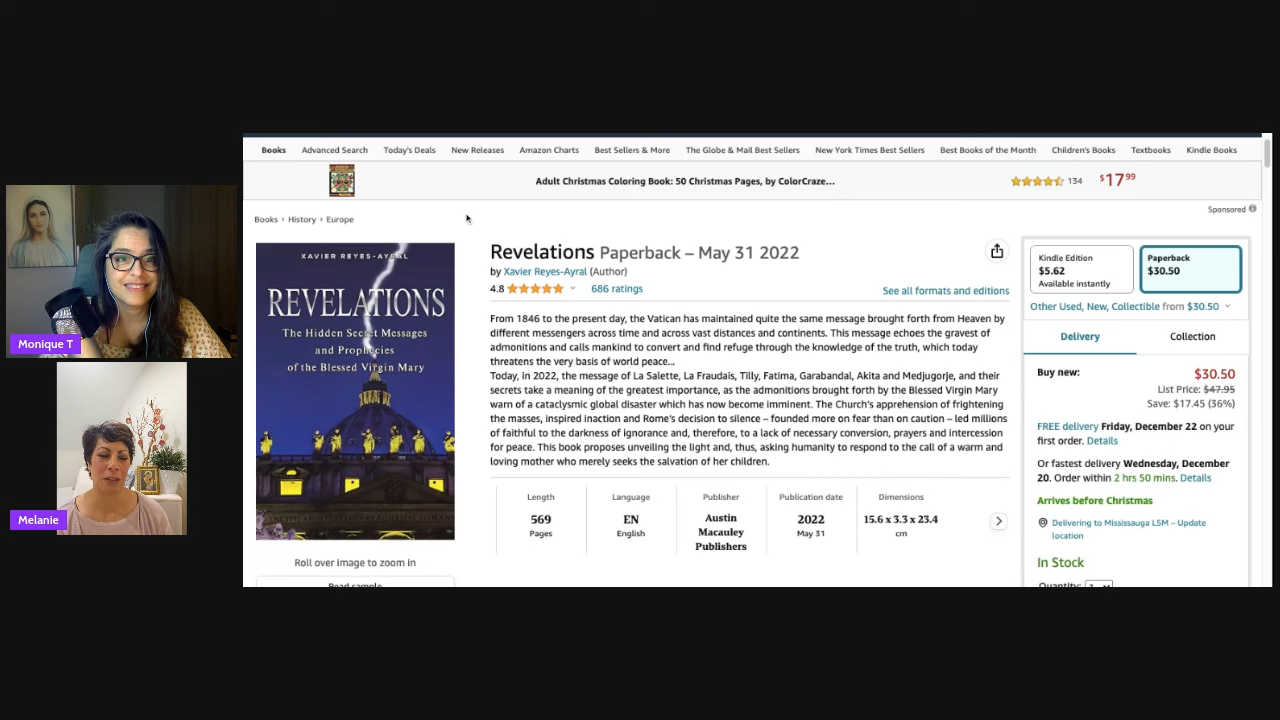 Books Advanced Search Today's Deals New Releases Amazon Charts Best Sellers & More The Globe & Mail Best Sellers New York Times Best Sellers Best Books of the Month Children's Books Textbooks Kindle Books
Adult Christmas Coloring Book: 50 Christmas Pages, by ColorCraze... 134 $17⁹⁹
Sponsored
Books › History › Europe
XAVIER REYES-AYRAL
REVELATIONS
The Hidden Secret Messages
and Prophecies
of the Blessed Virgin Mary
Roll over image to zoom in
Read sample
Revelations Paperback – May 31 2022
by Xavier Reyes-Ayral (Author)
4.8 686 ratings
See all formats and editions
From 1846 to the present day, the Vatican has maintained quite the same message brought forth from Heaven by
different messengers across time and across vast distances and continents. This message echoes the gravest of
admonitions and calls mankind to convert and find refuge through the knowledge of the truth, which today
threatens the very basis of world peace...
Today, in 2022, the message of La Salette, La Fraudais, Tilly, Fatima, Garabandal, Akita and Medjugorje, and their
secrets take a meaning of the greatest importance, as the admonitions brought forth by the Blessed Virgin Mary
warn of a cataclysmic global disaster which has now become imminent. The Church's apprehension of frightening
the masses, inspired inaction and Rome's decision to silence – founded more on fear than on caution – led millions
of faithful to the darkness of ignorance and, therefore, to a lack of necessary conversion, prayers and intercession
for peace. This book proposes unveiling the light and, thus, asking humanity to respond to the call of a warm and
loving mother who merely seeks the salvation of her children.
Length
569
Pages
Language
EN
English
Publisher
Austin
Macauley
Publishers
Publication date
2022
May 31
Dimensions
15.6 x 3.3 x 23.4
cm
Kindle Edition
$5.62
Available instantly
Paperback
$30.50
Other Used, New, Collectible from $30.50
Delivery Collection
Buy new: $30.50
List Price: $47.95
Save: $17.45 (36%)
FREE delivery Friday, December 22 on your
first order. Details
Or fastest delivery Wednesday, December
20. Order within 2 hrs 50 mins. Details
Arrives before Christmas
Delivering to Mississauga L5M – Update
location
In Stock
Quantity: 1
Monique T
Melanie